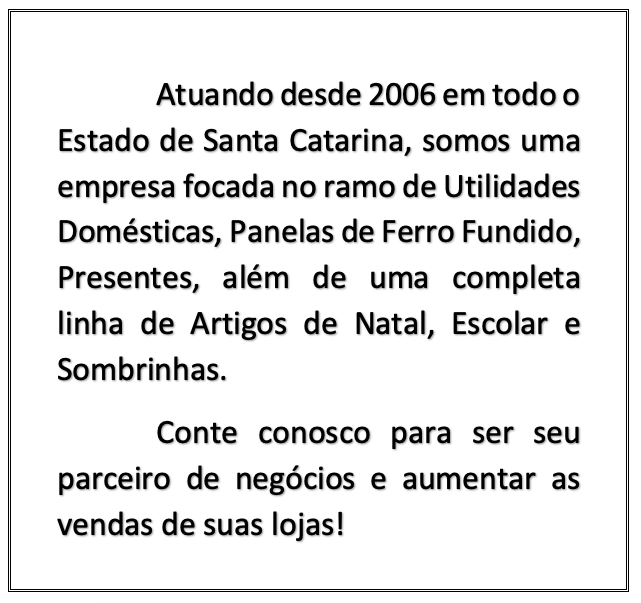 Atuando desde 2006 em todo o
Estado de Santa Catarina, somos uma
empresa focada no ramo de Utilidades
Domésticas, Panelas de Ferro Fundido,
Presentes, além de uma completa
linha de Artigos de Natal, Escolar e
Sombrinhas.
Conte conosco para ser seu
parceiro de negócios e aumentar as
vendas de suas lojas!